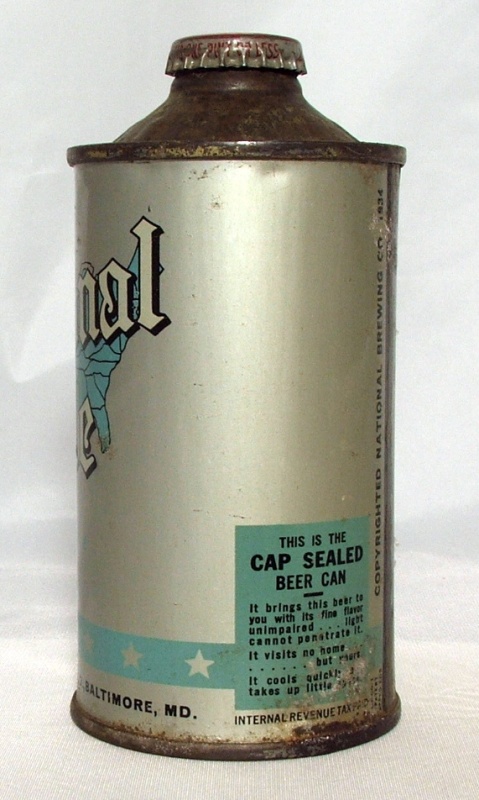 nal
e
THIS IS THE
CAP SEALED
BEER CAN
It brings this beer to
you with its fine flavor
unimpaired . . . light
cannot penetrate it.
It visits no home
. . . . . . . but yours.
It cools quickly
takes up little
BALTIMORE, MD.
INTERNAL REVENUE TAX
COPYRIGHTED NATIONAL BREWING CO. 1934